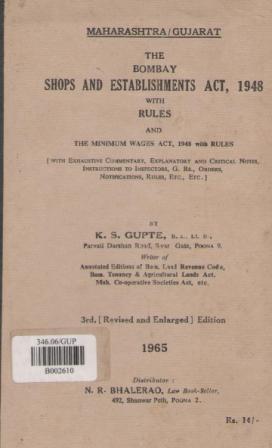 MAHARASHTRA/GUJARAT
THE
BOMBAY
SHOPS AND ESTABLISHMENTS ACT, 1948
WITH
RULES
AND
THE MINIMUM WAGES ACT, 1948 with RULES
[ WITH EXHAUSTIVE COMMENTARY, EXPLANATORY AND CRITICAL NOTES,
INSTRUCTIONS TO INSPECTORS, G. RS., ORDERS,
NOTIFICATIONS, RULES, ETC., ETC. ]
BY
K. S. GUPTE, B. A., LL. B.,
Parvati Darshan Road, Swar Gate, POONA 9.
Writer of
Annotated Editions of Bom. Land Revenue Code,
Bom. Tenancy & Agricultural Lands Act,
Mah. Co-operative Societies Act, etc.
3rd, [ Revised and Enlarged ] Edition
346.06/GUP
B002610
1965
Distributor :
N. R. BHALERAO, Law Book-Seller,
492, Shanwar Peth, POONA 2.
Rs. 14/-